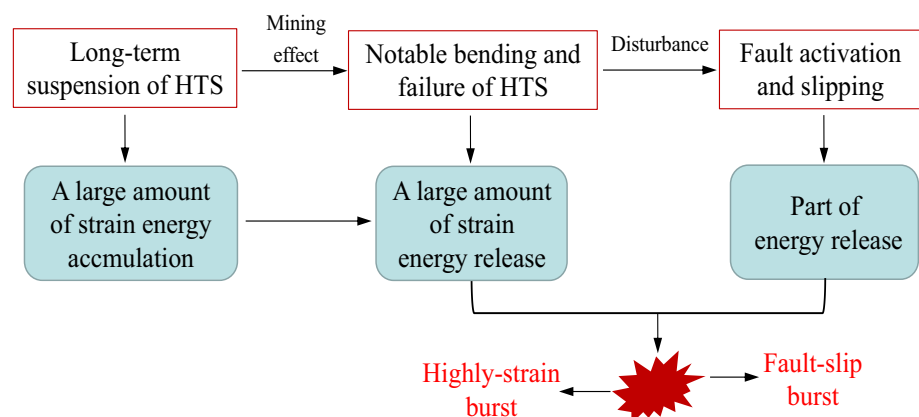 Long-term
suspension of HTS
Mining
effect
Notable bending and
failure of HTS
Disturbance
Fault activation
and slipping
A large amount
of strain energy
accmulation
A large amount
of strain
energy release
Part of
energy release
Highly-strain
burst
Fault-slip
burst